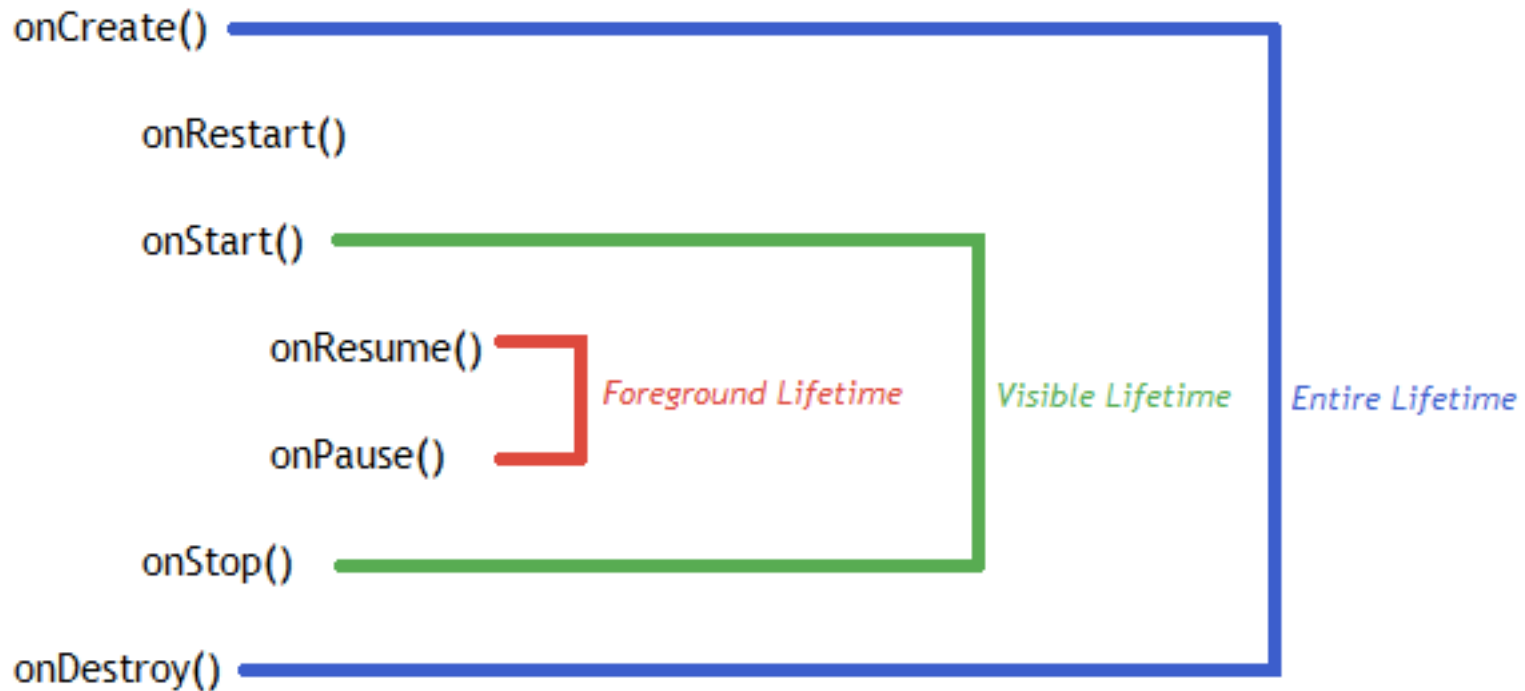 onCreate()
onRestart()
onStart()
onResume()
Foreground Lifetime
Visible Lifetime
Entire Lifetime
onPause()
onStop()
onDestroy()